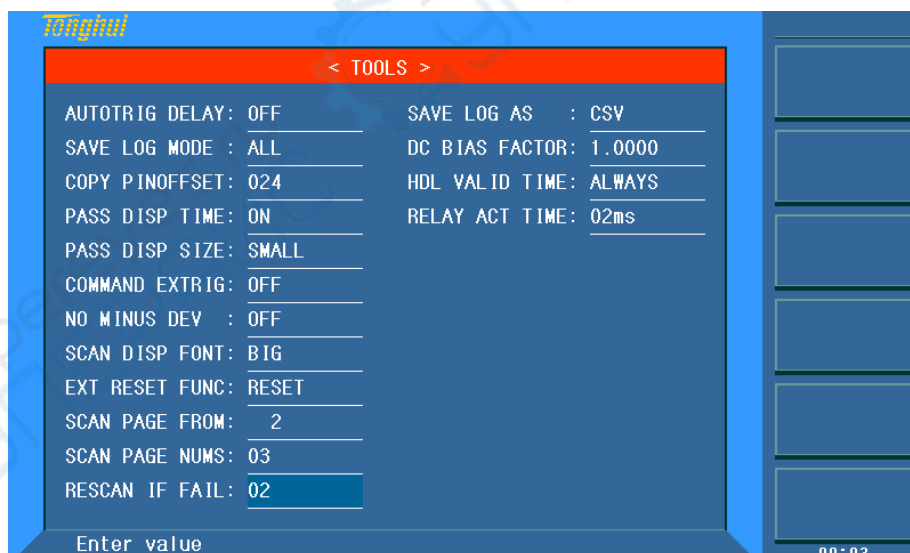 Tonghui
< TOOLS >
AUTOTRIG DELAY: OFF
SAVE LOG MODE : ALL
COPY PINOFFSET: 024
PASS DISP TIME: ON
PASS DISP SIZE: SMALL
COMMAND EXTRIG: OFF
NO MINUS DEV : OFF
SCAN DISP FONT: BIG
EXT RESET FUNC: RESET
SCAN PAGE FROM: 2
SCAN PAGE NUMS: 03
RESCAN IF FAIL: 02
SAVE LOG AS : CSV
DC BIAS FACTOR: 1.0000
HDL VALID TIME: ALWAYS
RELAY ACT TIME: 02ms
Enter value